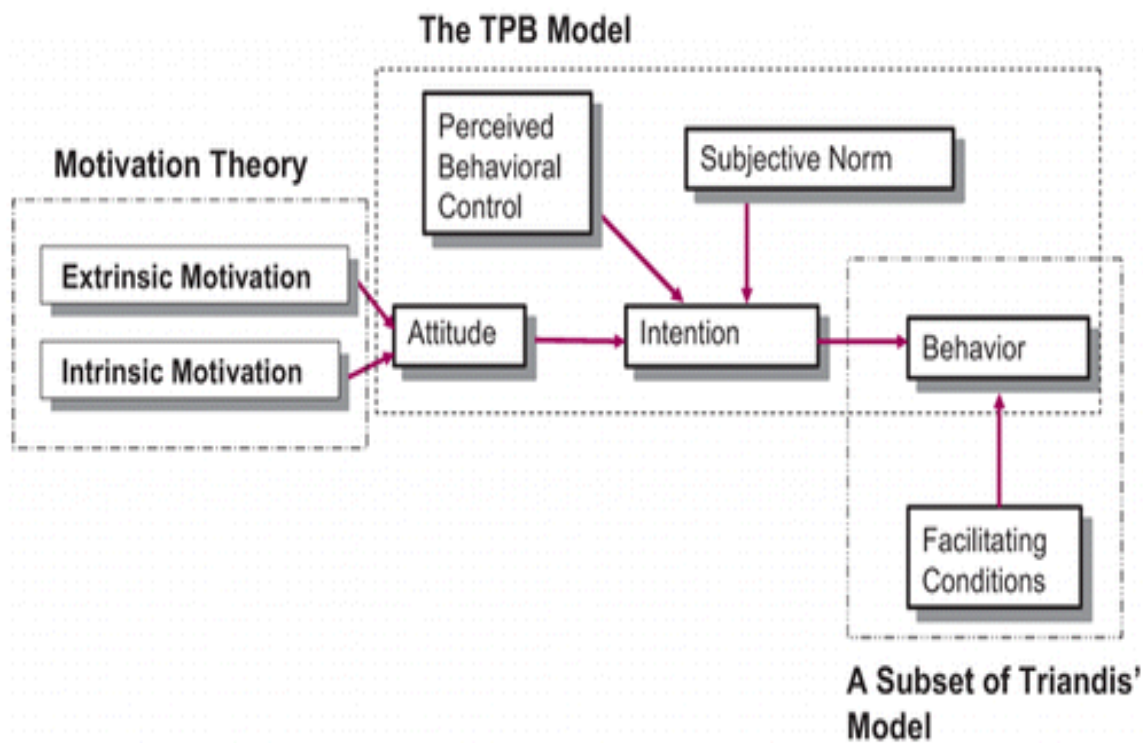 The TPB Model
Perceived
Behavioral
Control
Subjective Norm
Motivation Theory
Extrinsic Motivation
Intrinsic Motivation
Attitude
Intention
Behavior
Facilitating
Conditions
A Subset of Triandis'
Model